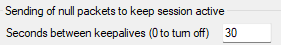 Sending of null packets to keep session active
Seconds between keepalives (0 to turn off) 30